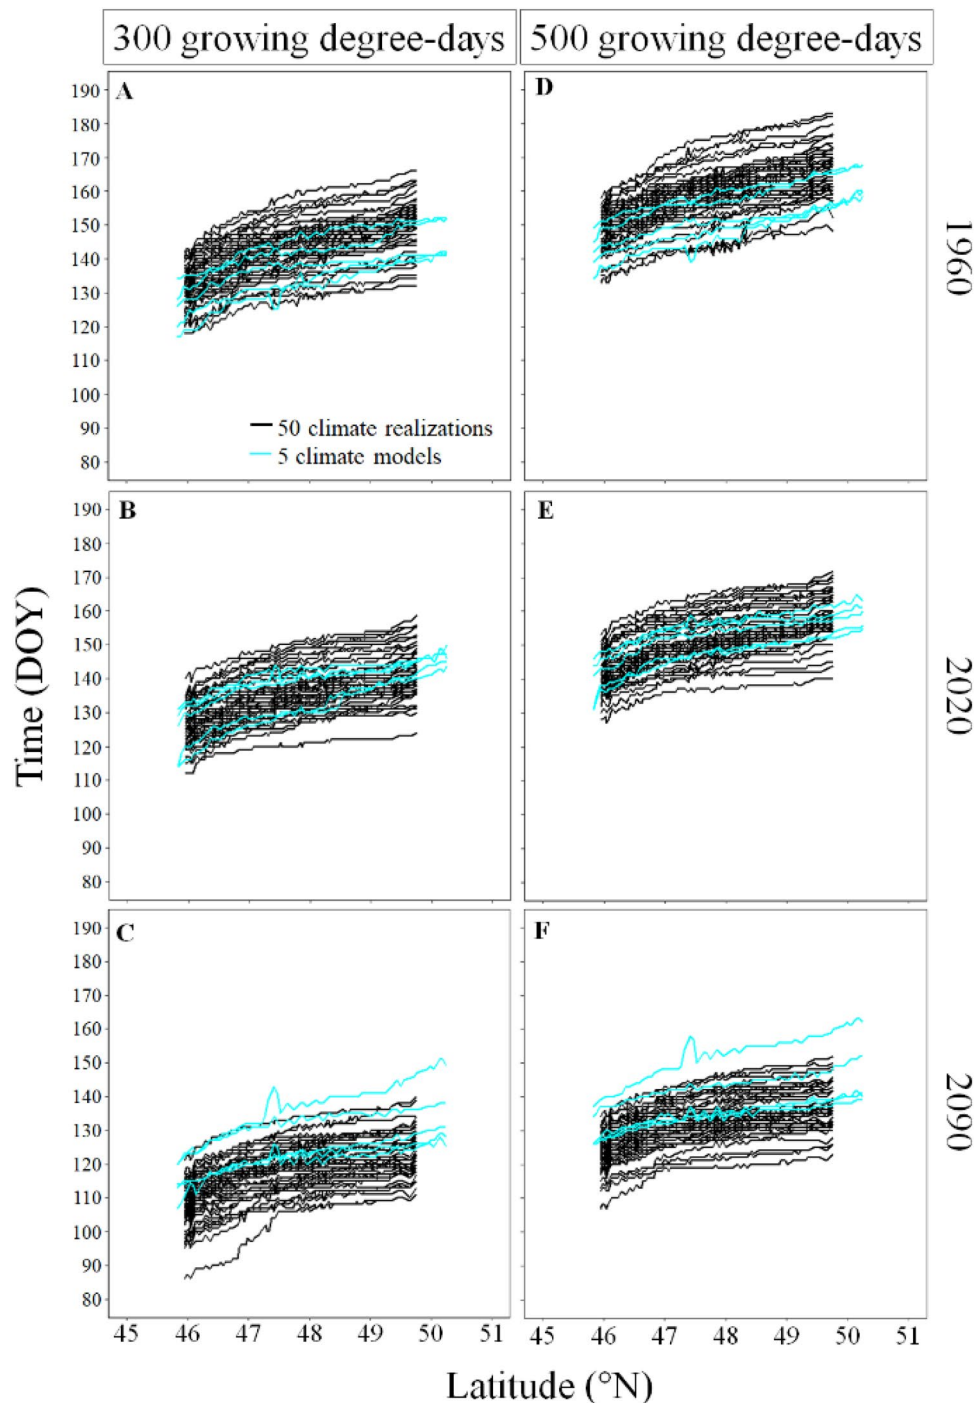 300 growing degree-days
500 growing degree-days
A
190
180
170
160
150
140
130
120
110
100
90
80
50 climate realizations
5 climate models
D
1960
B
190
180
170
160
150
140
130
120
110
100
90
80
E
2020
Time (DOY)
C
190
180
170
160
150
140
130
120
110
100
90
80
F
2090
45 46 47 48 49 50 51
45 46 47 48 49 50 51
Latitude (°N)